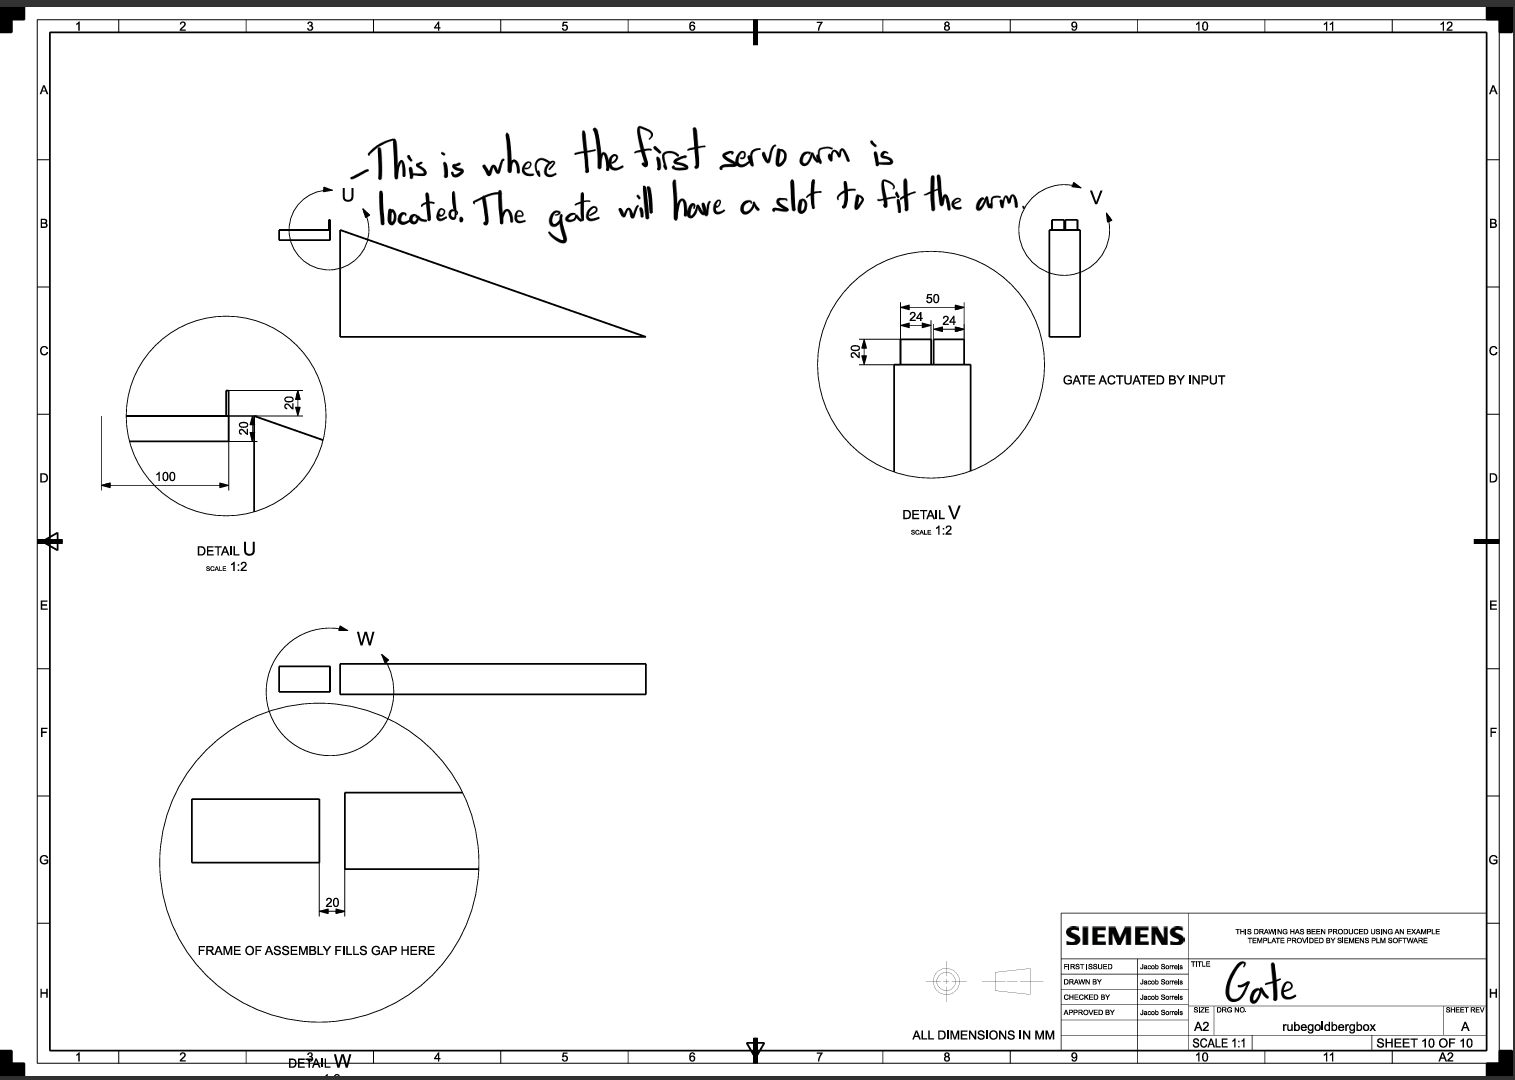 1 2 3 4 5 6 7 8 9 10 11 12
A A
This is where the first servo arm is
U located. The gate will have a slot to fit the arm. V
B B
50
24 24
20
C C
GATE ACTUATED BY INPUT
20
20
100
D D
DETAIL U
SCALE 1:2
DETAIL V
SCALE 1:2
E E
W
F F
G G
20
FRAME OF ASSEMBLY FILLS GAP HERE
SIEMENS
THIS DRAWING HAS BEEN PRODUCED USING AN EXAMPLE
TEMPLATE PROVIDED BY SIEMENS PLM SOFTWARE
FIRST ISSUED Jacob Sorrels
DRAWN BY Jacob Sorrels
CHECKED BY Jacob Sorrels
APPROVED BY Jacob Sorrels
TITLE
Gate
H H
SIZE DRG NO. SHEET REV
A2 rubegoldbergbox A
ALL DIMENSIONS IN MM
SCALE 1:1 SHEET 10 OF 10
1 2 3 4 5 6 7 8 9 10 11 A2
DETAIL W